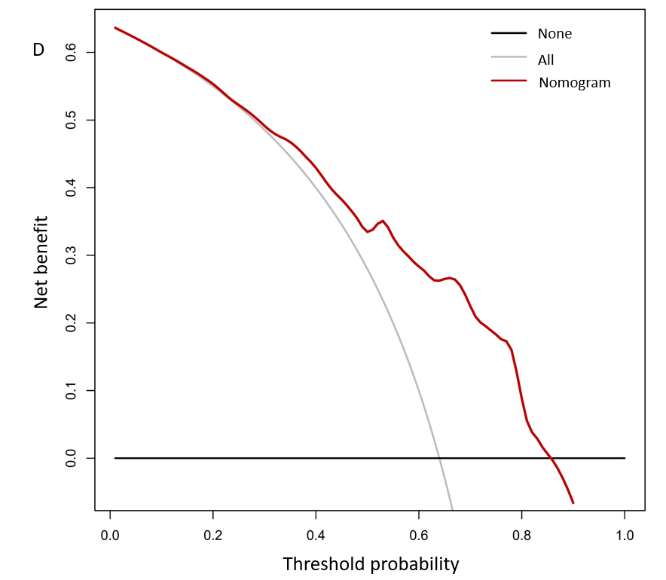 D
None
All
Nomogram
Net benefit
0.6
0.5
0.4
0.3
0.2
0.1
0.0
0.0 0.2 0.4 0.6 0.8 1.0
Threshold probability